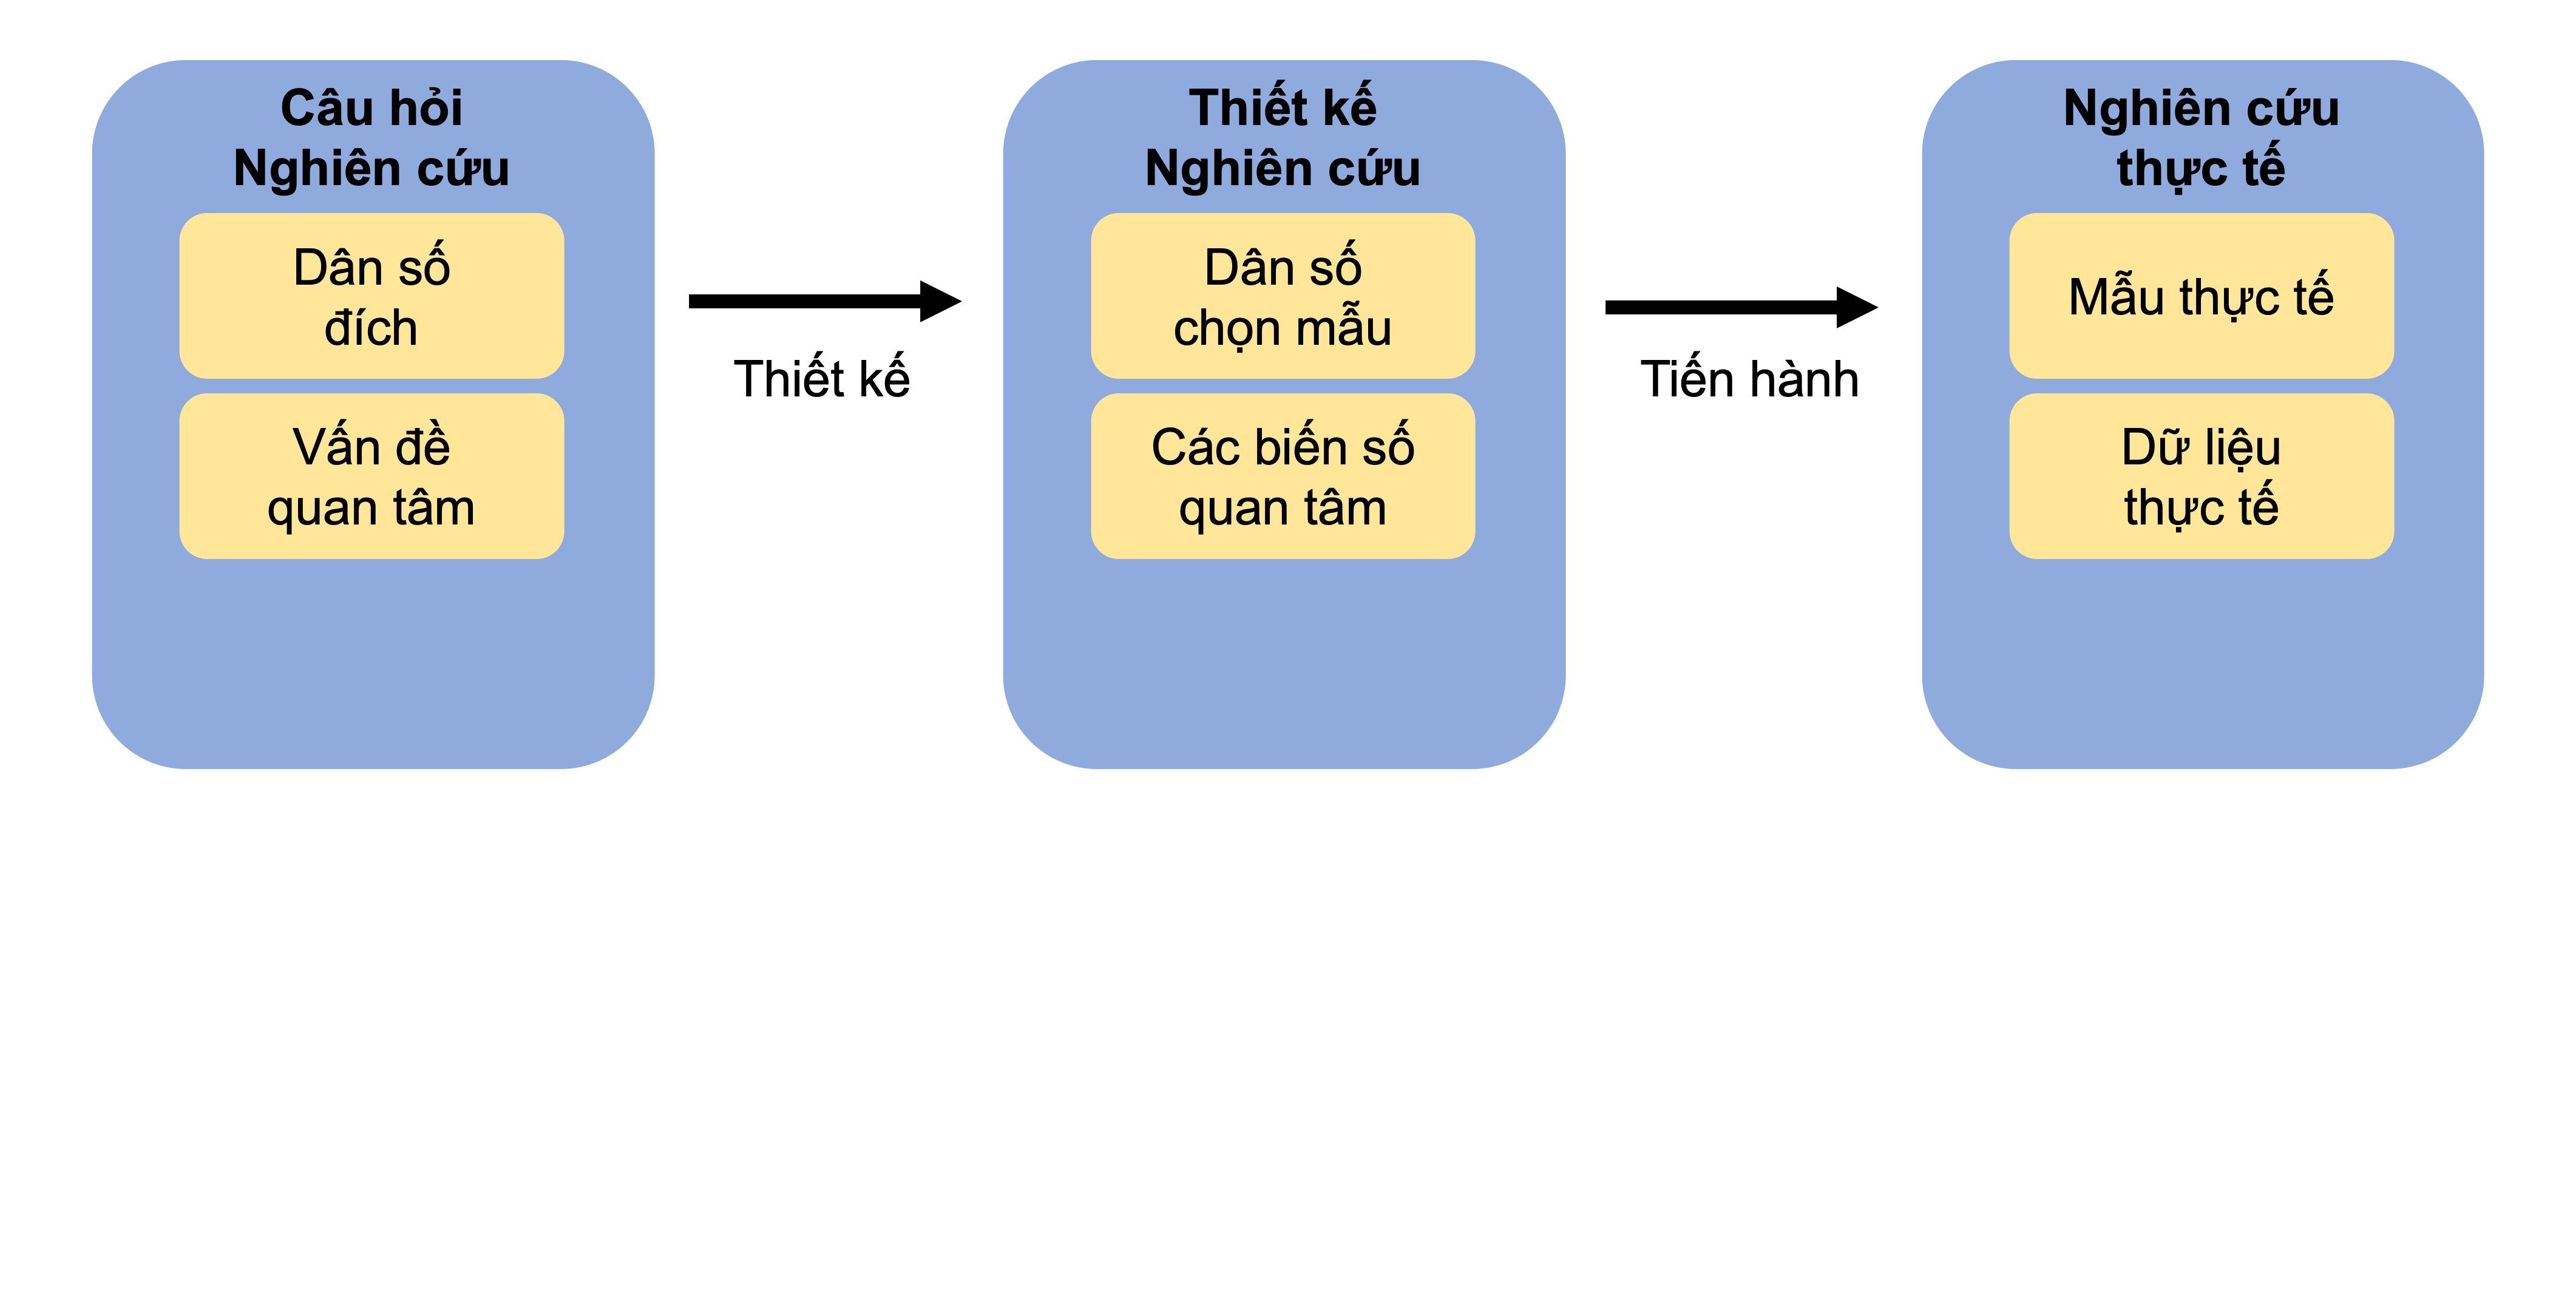 Câu hỏi
Nghiên cứu
Dân số
đích
Vấn đề
quan tâm
Thiết kế
Thiết kế
Nghiên cứu
Dân số
chọn mẫu
Các biến số
quan tâm
Tiến hành
Nghiên cứu
thực tế
Mẫu thực tế
Dữ liệu
thực tế